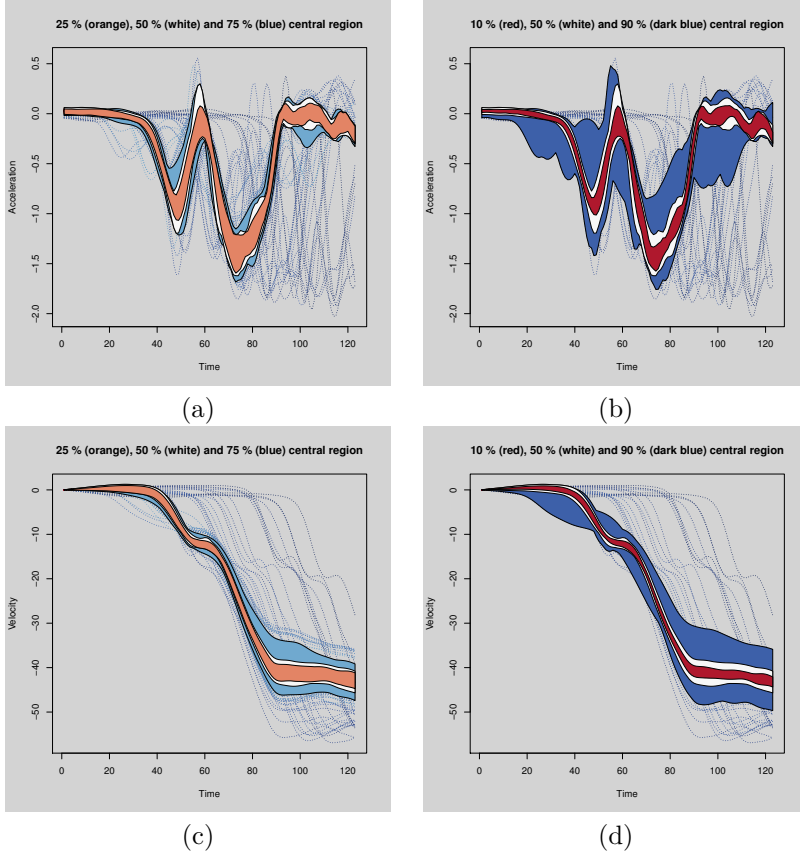 25 % (orange), 50 % (white) and 75 % (blue) central region
Acceleration
0.5
0.0
−0.5
−1.0
−1.5
−2.0
0 20 40 60 80 100 120
Time
(a)
10 % (red), 50 % (white) and 90 % (dark blue) central region
Acceleration
0.5
0.0
−0.5
−1.0
−1.5
−2.0
0 20 40 60 80 100 120
Time
(b)
25 % (orange), 50 % (white) and 75 % (blue) central region
Velocity
0
−10
−20
−30
−40
−50
0 20 40 60 80 100 120
Time
(c)
10 % (red), 50 % (white) and 90 % (dark blue) central region
Velocity
0
−10
−20
−30
−40
−50
0 20 40 60 80 100 120
Time
(d)